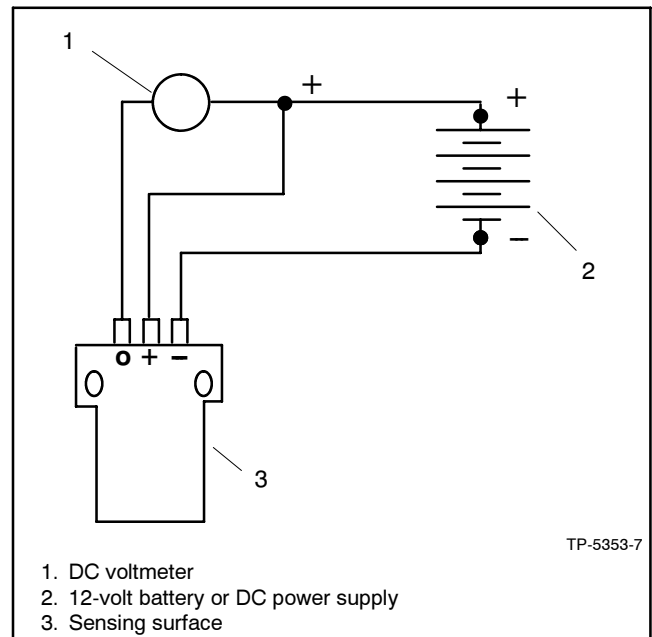 1
+
+
−
2
o + −
3
TP-5353-7
1. DC voltmeter
2. 12-volt battery or DC power supply
3. Sensing surface